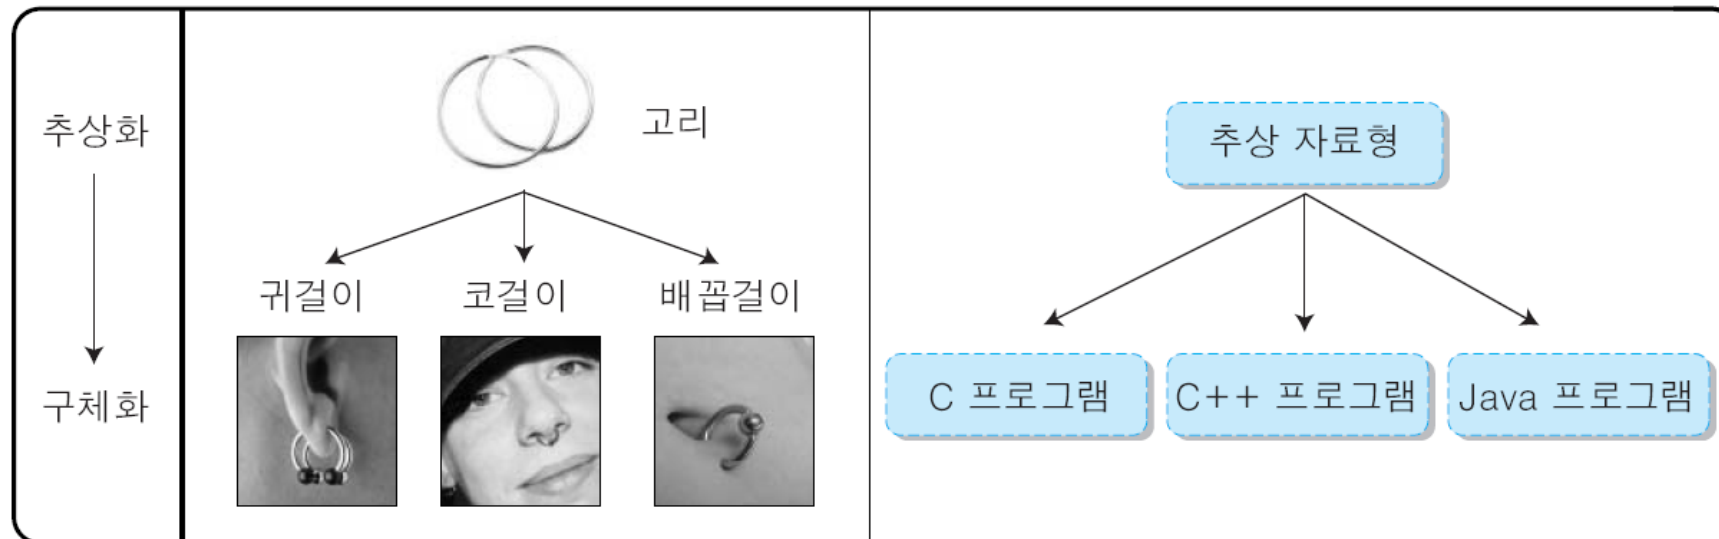 추상화
고리
추상 자료형
귀걸이
코걸이
배꼽걸이
구체화
C 프로그램
C++ 프로그램
Java 프로그램